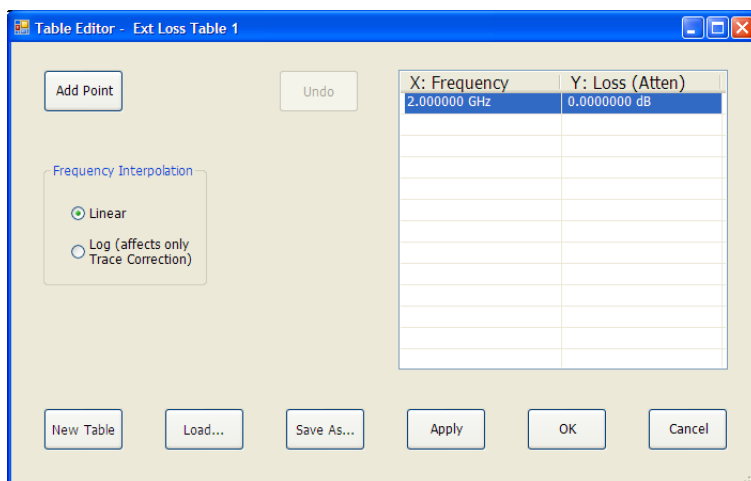 Table Editor - Ext Loss Table 1
Add Point
Undo
X: Frequency Y: Loss (Atten)
2.000000 GHz 0.0000000 dB
Frequency Interpolation
Linear
Log (affects only
Trace Correction)
New Table Load... Save As... Apply OK Cancel